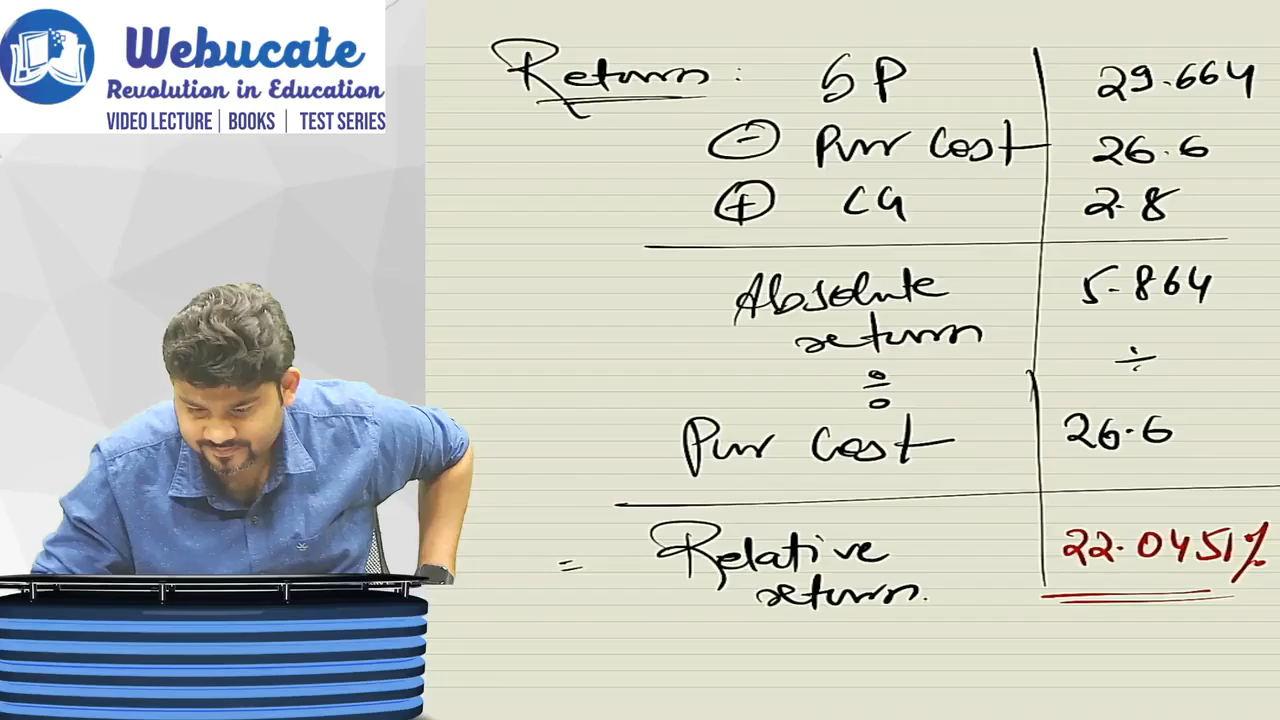 Webucate
Revolution in Education
VIDEO LECTURE | BOOKS | TEST SERIES
Return : SP 29.664
⊖ Pur Cost 26.6
⊕ CG 2.8
Absolute return 5.864
÷ ÷
Pur Cost 26.6
= Relative return. 22.0451%